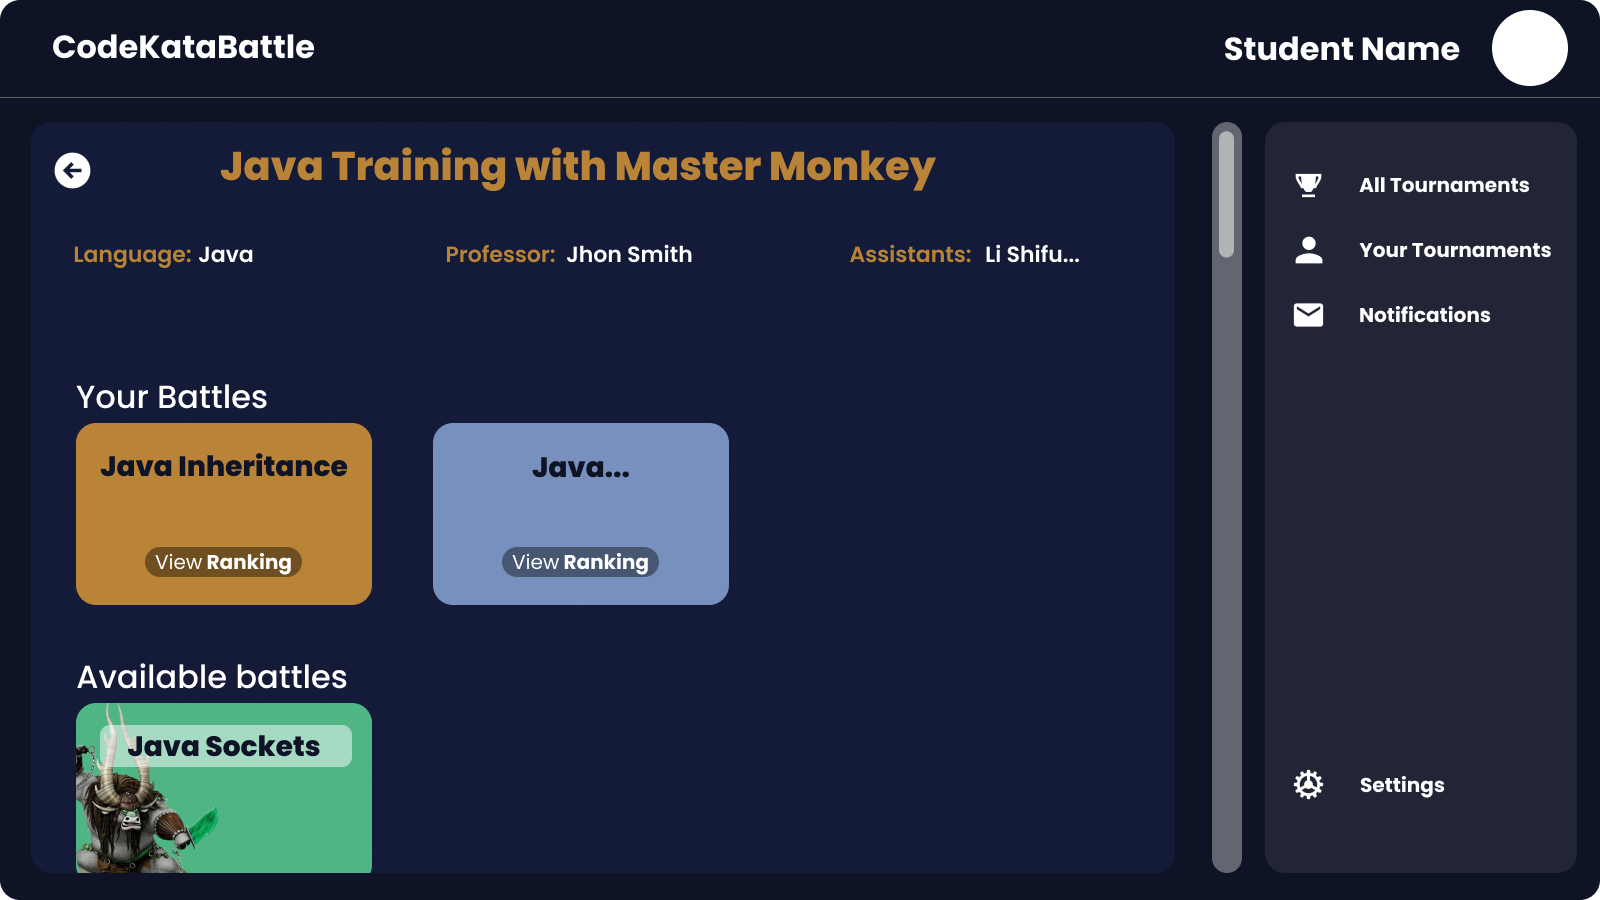 CodeKataBattle
Student Name
Java Training with Master Monkey
Language: Java
Professor: Jhon Smith
Assistants: Li Shifu...
Your Battles
Java Inheritance
View Ranking
Java...
View Ranking
Available battles
Java Sockets
All Tournaments
Your Tournaments
Notifications
Settings